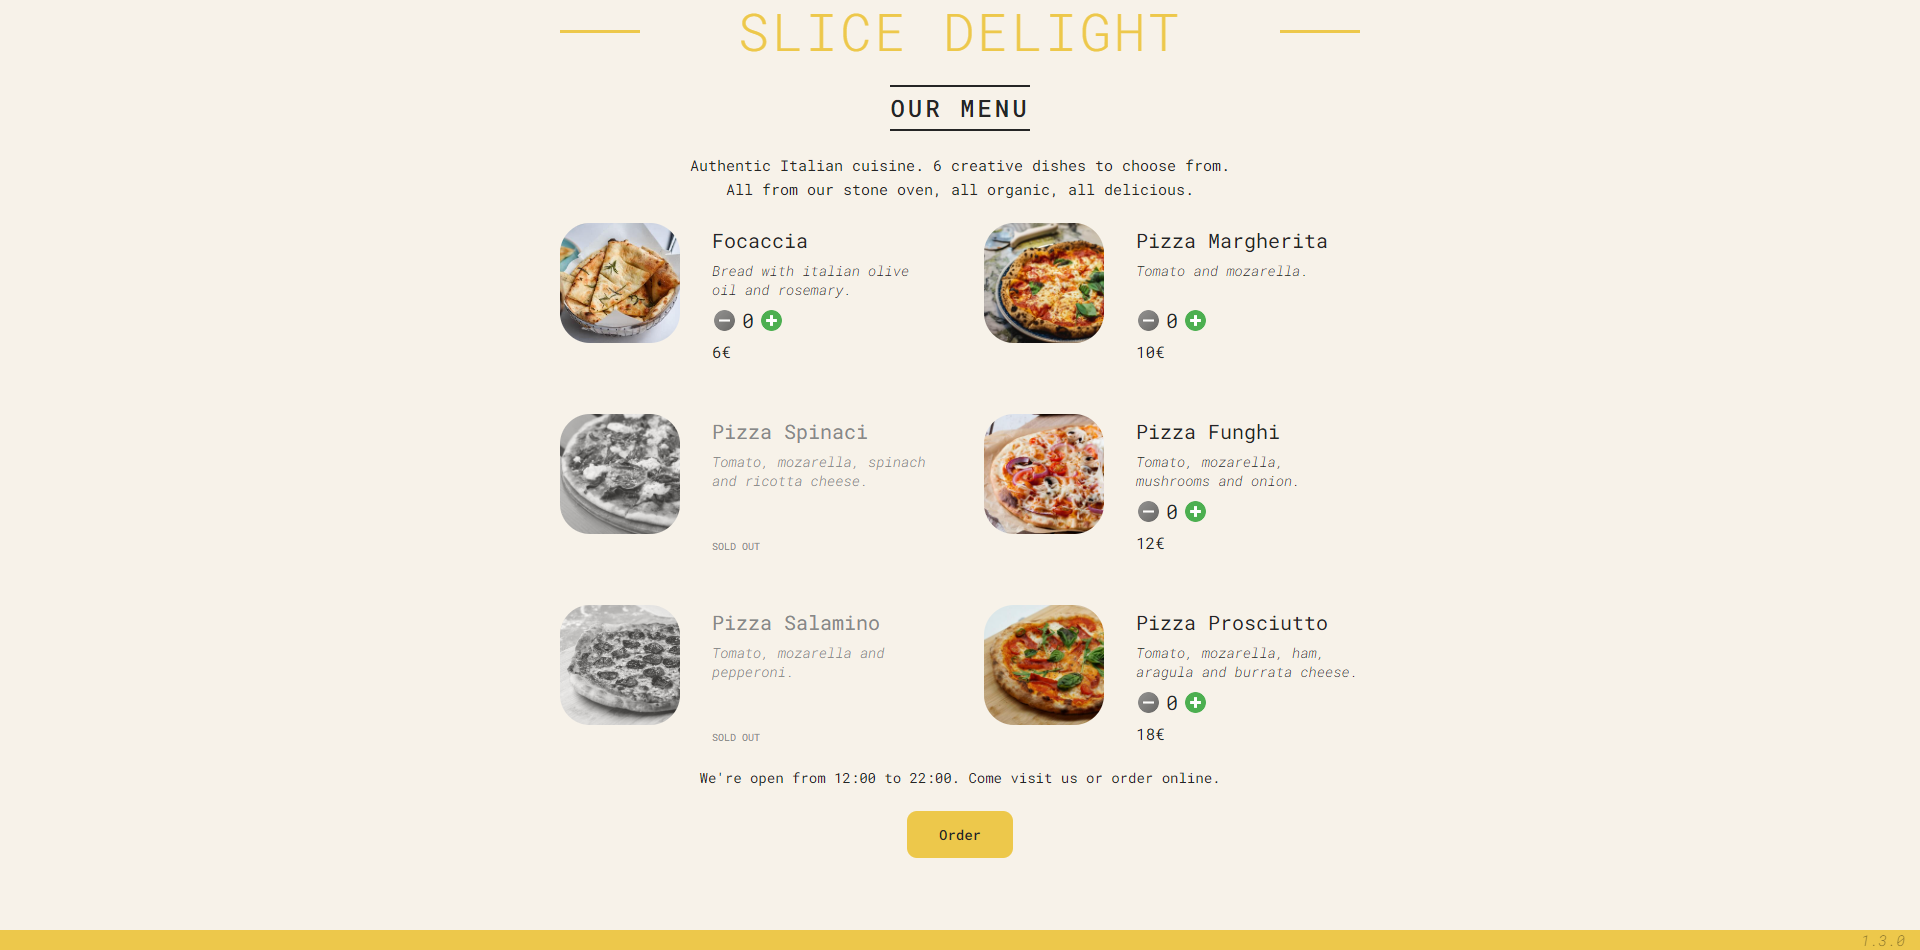 SLICE DELIGHT
OUR MENU
Authentic Italian cuisine. 6 creative dishes to choose from.
All from our stone oven, all organic, all delicious.
Focaccia
Bread with italian olive
oil and rosemary.
0
6€
Pizza Margherita
Tomato and mozarella.
0
10€
Pizza Spinaci
Tomato, mozarella, spinach
and ricotta cheese.
SOLD OUT
Pizza Funghi
Tomato, mozarella,
mushrooms and onion.
0
12€
Pizza Salamino
Tomato, mozarella and
pepperoni.
SOLD OUT
Pizza Prosciutto
Tomato, mozarella, ham,
aragula and burrata cheese.
0
18€
We're open from 12:00 to 22:00. Come visit us or order online.
Order
1.3.0